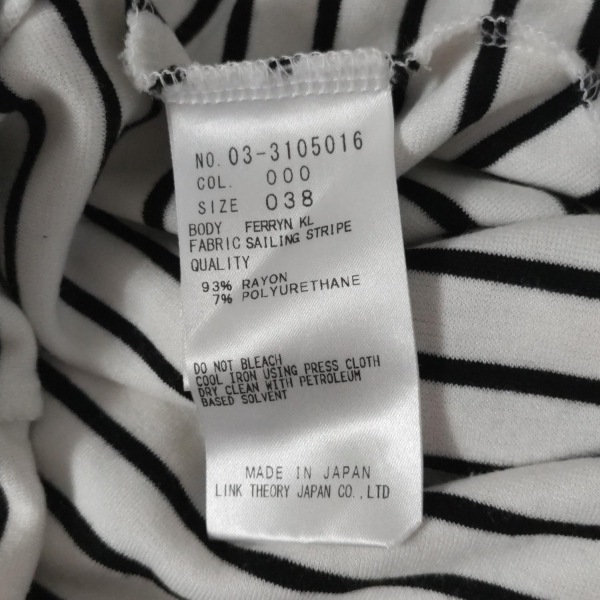 NO. 03-3105016
COL. 000
SIZE 038
BODY FERRYN KL
FABRIC SAILING STRIPE
QUALITY
93% RAYON
7% POLYURETHANE
DO NOT BLEACH
COOL IRON USING PRESS CLOTH
DRY CLEAN WITH PETROLEUM
BASED SOLVENT
MADE IN JAPAN
LINK THEORY JAPAN CO.,LTD